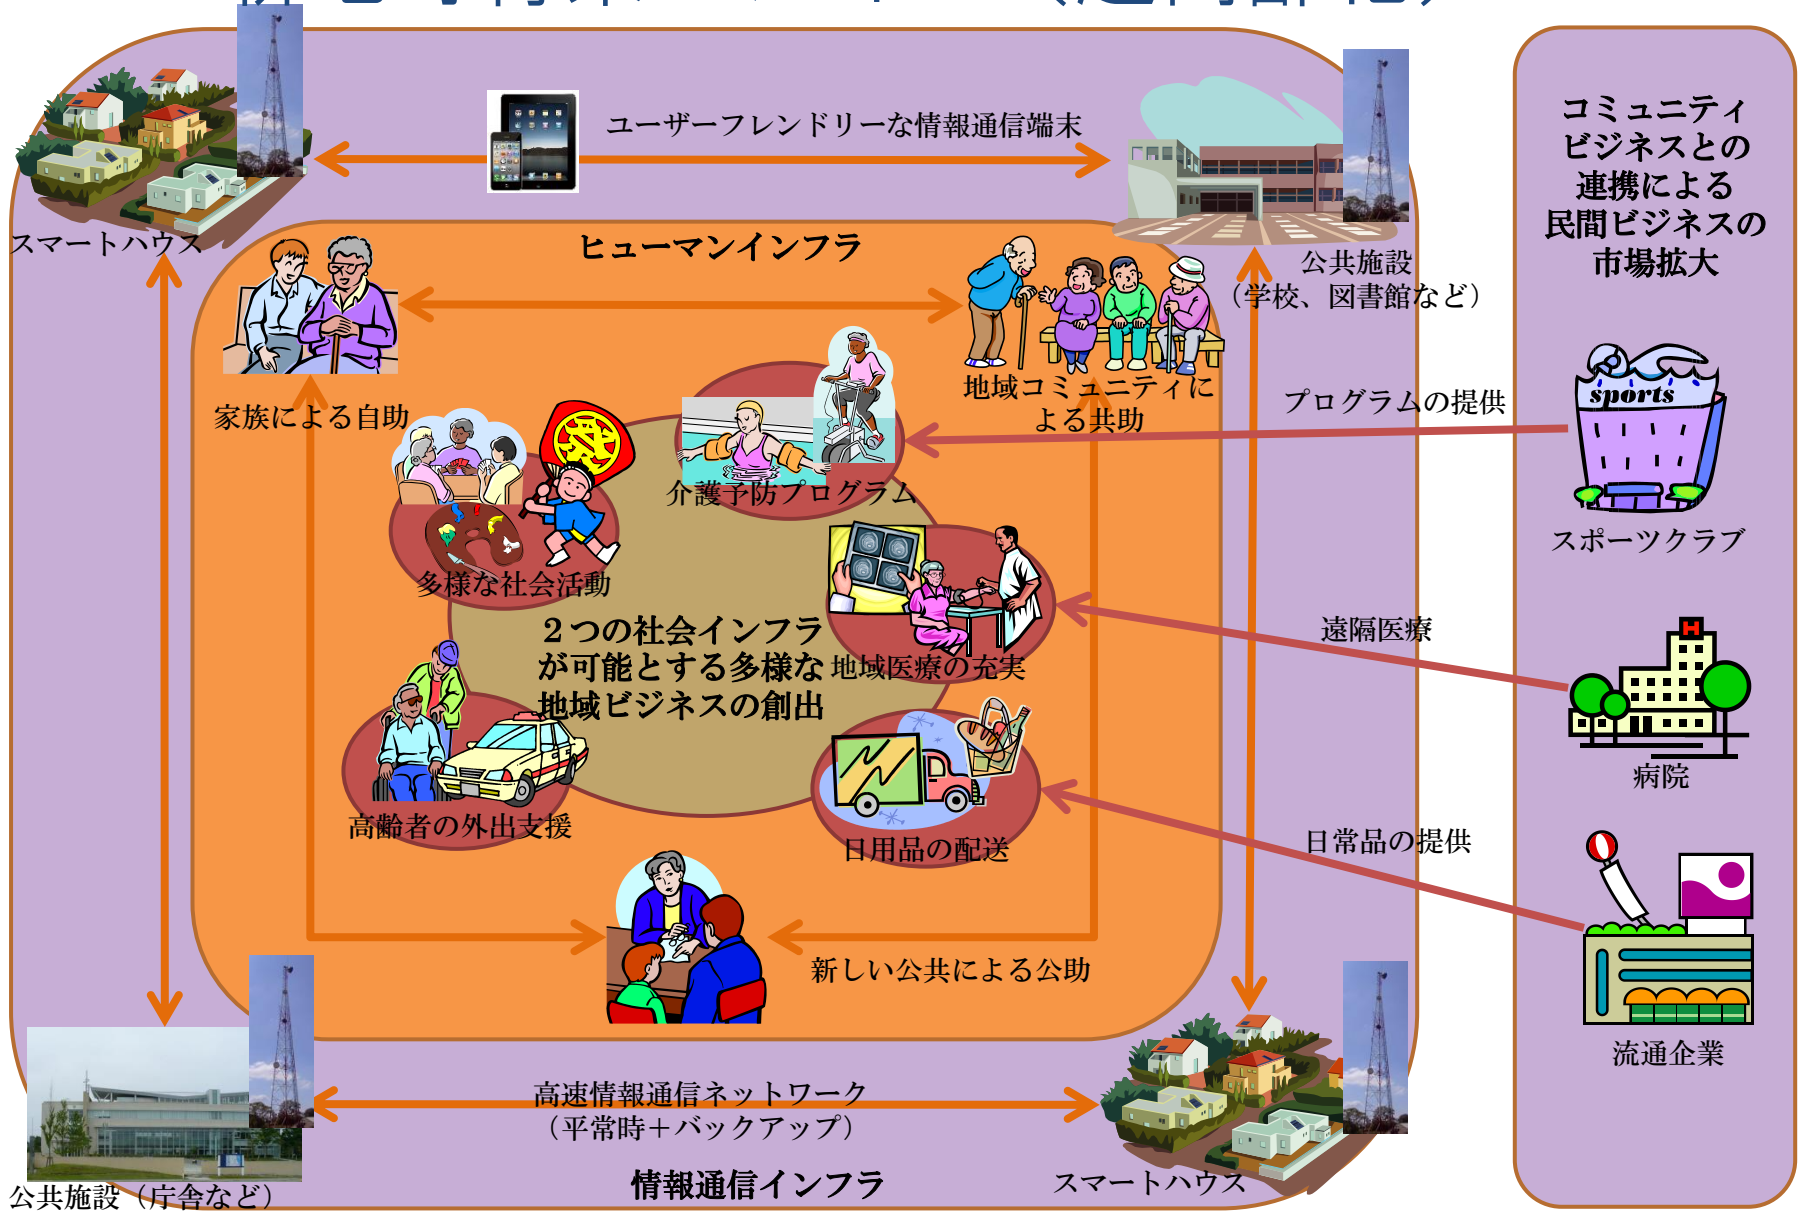 ユーザーフレンドリーな情報通信端末
スマートハウス
ヒューマンインフラ
公共施設
（学校、図書館など）
コミュニティ
ビジネスとの
連携による
民間ビジネスの
市場拡大
家族による自助
地域コミュニティに
よる共助
プログラムの提供
sports
スポーツクラブ
介護予防プログラム
多様な社会活動
２つの社会インフラ
が可能とする多様な
地域ビジネスの創出
地域医療の充実
遠隔医療
H
病院
高齢者の外出支援
日用品の配送
日常品の提供
新しい公共による公助
流通企業
高速情報通信ネットワーク
（平常時＋バックアップ）
情報通信インフラ
公共施設（庁舎など）
スマートハウス